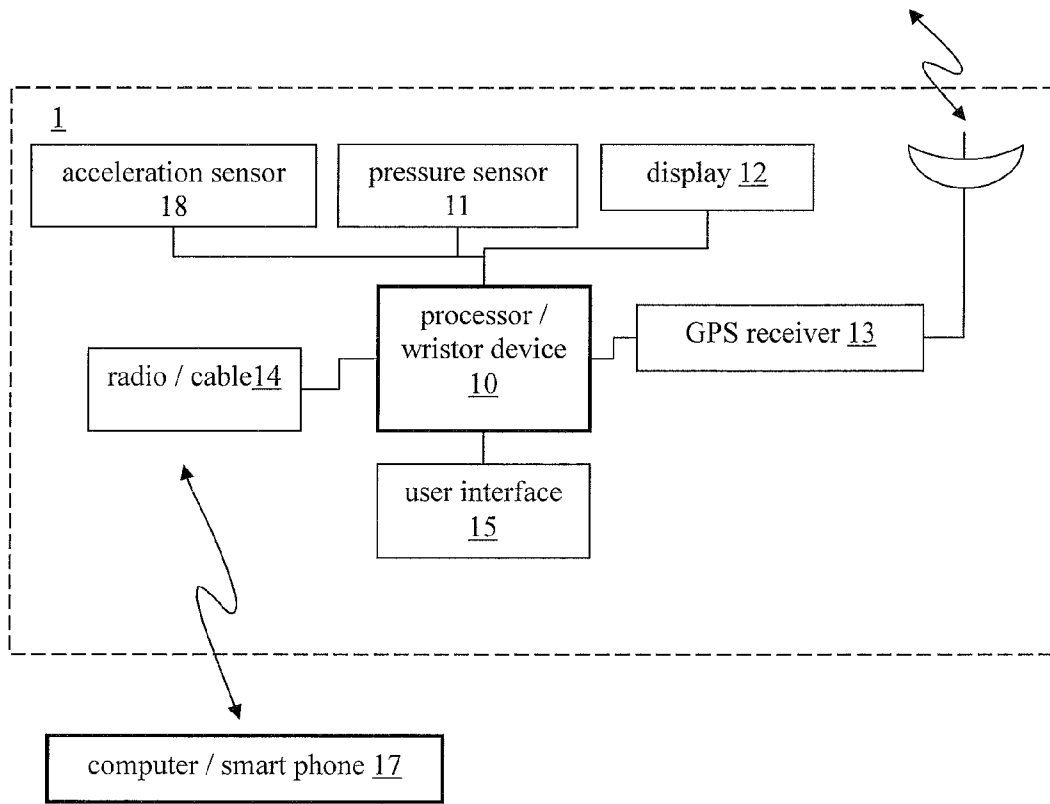 1
acceleration sensor
18
pressure sensor
11
display 12
processor /
wristor device
10
GPS receiver 13
radio / cable14
user interface
15
computer / smart phone 17